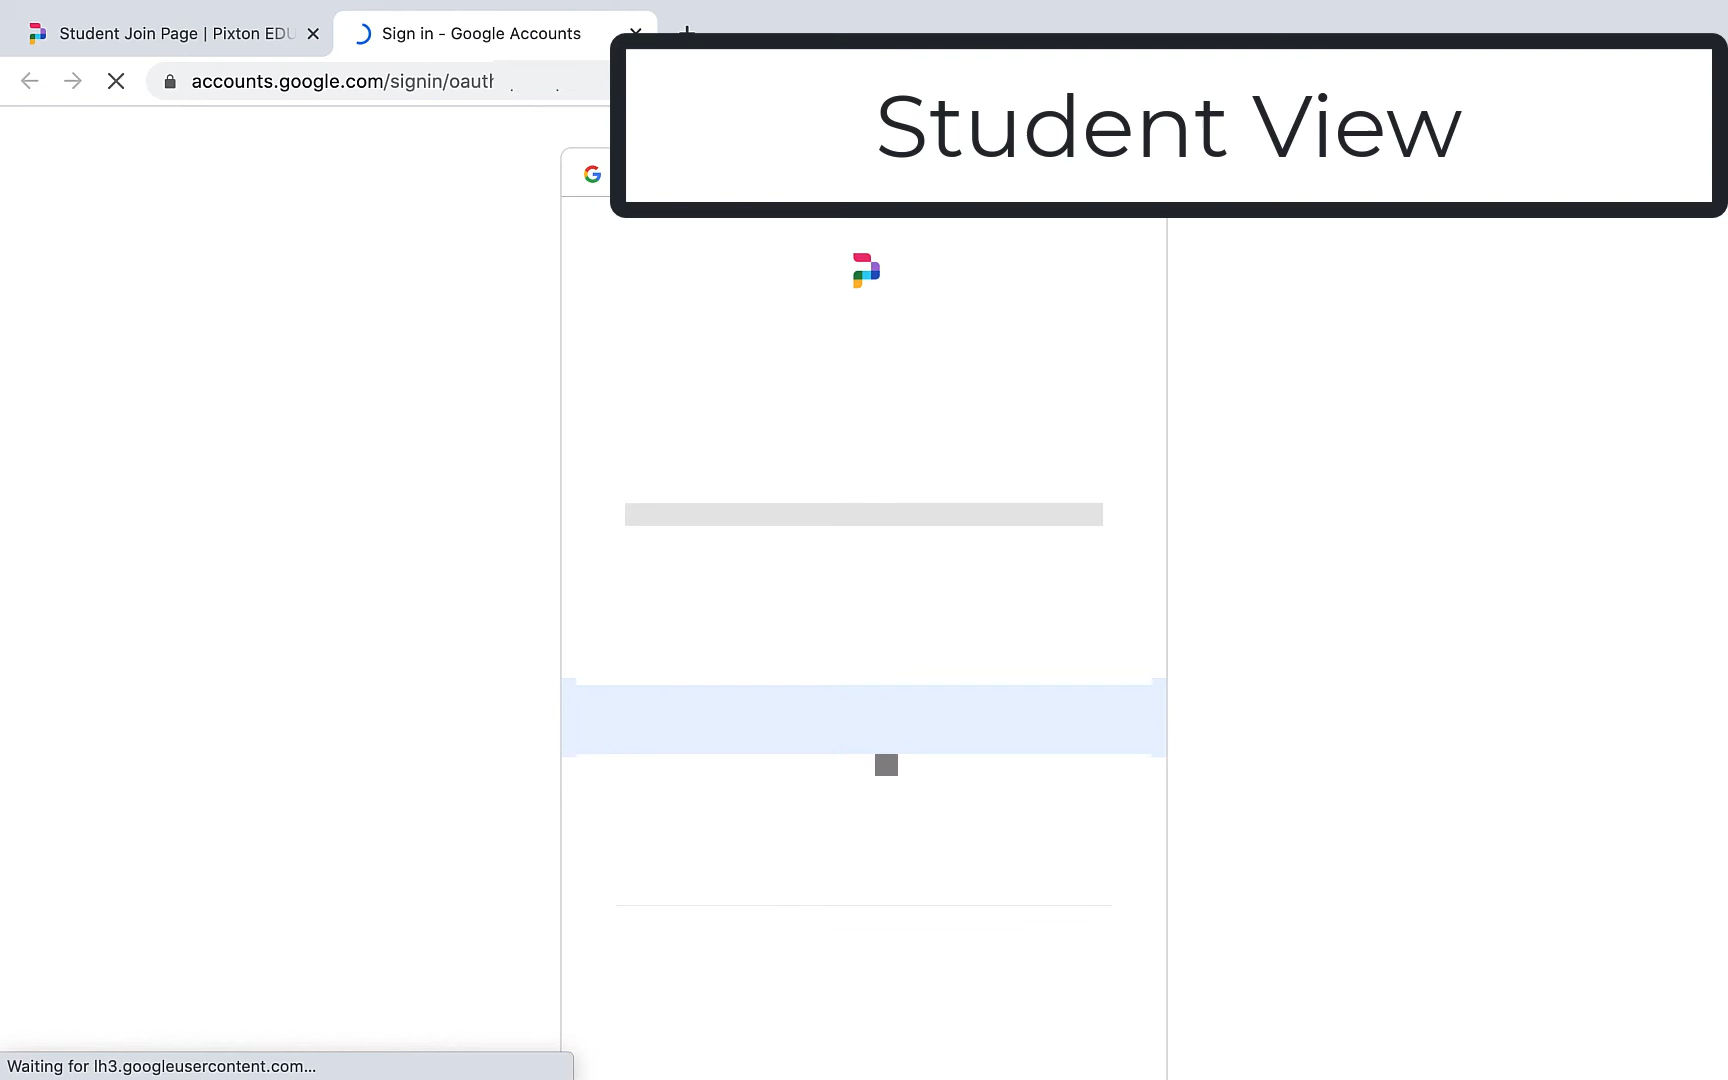 Student Join Page | Pixton EDU
Sign in - Google Accounts
accounts.google.com/signin/oauth
Student View
Waiting for lh3.googleusercontent.com...